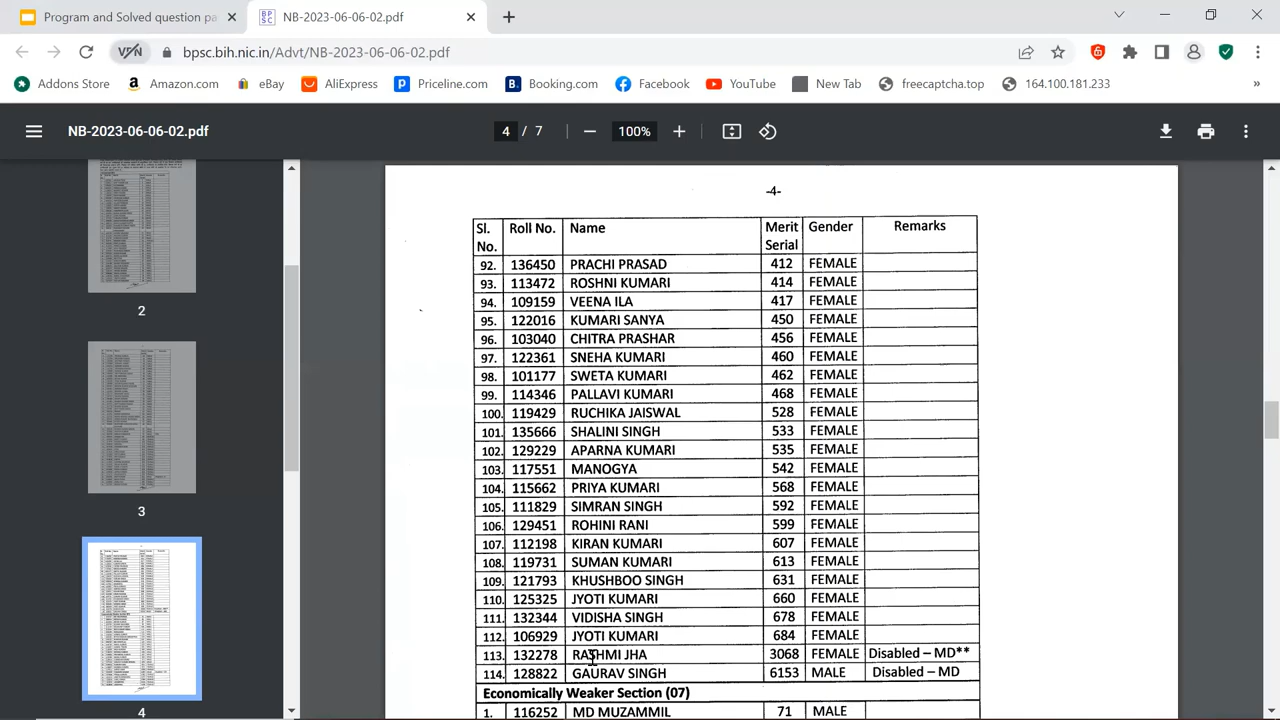 Program and Solved question pa
NB-2023-06-06-02.pdf
VPN bpsc.bih.nic.in/Advt/NB-2023-06-06-02.pdf
Addons Store Amazon.com eBay AliExpress Priceline.com Booking.com Facebook YouTube New Tab freecaptcha.top 164.100.181.233 »
NB-2023-06-06-02.pdf 4 / 7 100%
2
3
4
-4-
Sl. No. Roll No. Name Merit Serial Gender Remarks
92. 136450 PRACHI PRASAD 412 FEMALE
93. 113472 ROSHNI KUMARI 414 FEMALE
94. 109159 VEENA ILA 417 FEMALE
95. 122016 KUMARI SANYA 450 FEMALE
96. 103040 CHITRA PRASHAR 456 FEMALE
97. 122361 SNEHA KUMARI 460 FEMALE
98. 101177 SWETA KUMARI 462 FEMALE
99. 114346 PALLAVI KUMARI 468 FEMALE
100. 119429 RUCHIKA JAISWAL 528 FEMALE
101. 135669 SHALINI SINGH 533 FEMALE
102. 129229 APARNA KUMARI 535 FEMALE
103. 117551 MANOGYA 542 FEMALE
104. 115662 PRIYA KUMARI 568 FEMALE
105. 111829 SIMRAN SINGH 592 FEMALE
106. 129451 ROHINI RANI 599 FEMALE
107. 112198 KIRAN KUMARI 607 FEMALE
108. SUMAN KUMARI 613 FEMALE
109. 121793 KHUSHBOO SINGH 631 FEMALE
110. JYOTI KUMARI 660 FEMALE
111. VIDISHA SINGH 678 FEMALE
112. 106929 JYOTI KUMARI 684 FEMALE
113. 132878 RASHMI JHA 3068 FEMALE Disabled – MD**
114. GAURAV SINGH 6153 MALE Disabled – MD
Economically Weaker Section (07)
1. 116252 MD MUZAMMIL 71 MALE